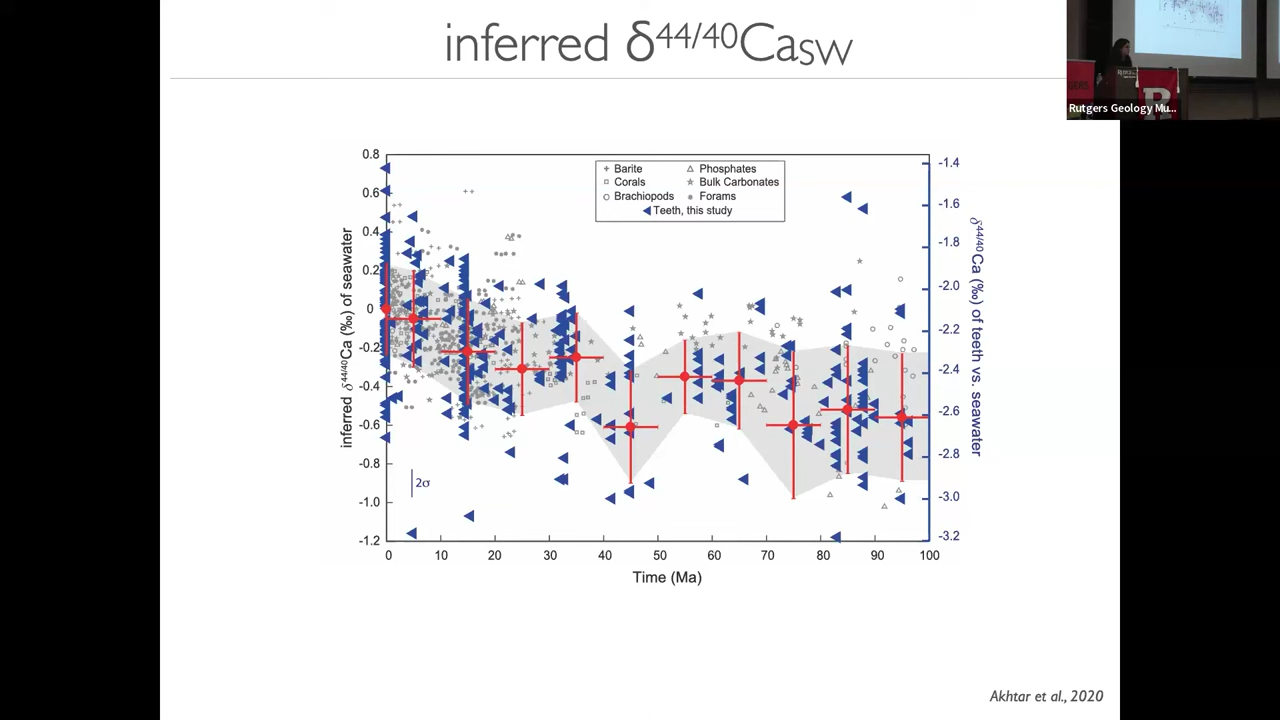 inferred δ44/40Casw
Rutgers Geology Mu...
Barite
Phosphates
Corals
Bulk Carbonates
Brachiopods
Forams
Teeth, this study
inferred δ44/40Ca (‰) of seawater
0.8
0.6
0.4
0.2
0
-0.2
-0.4
-0.6
-0.8
-1.0
-1.2
2σ
0 10 20 30 40 50 60 70 80 90 100
Time (Ma)
-1.4
-1.6
-1.8
-2.0
-2.2
-2.4
-2.6
-2.8
-3.0
-3.2
δ44/40Ca (‰) of teeth vs. seawater
Akhtar et al., 2020